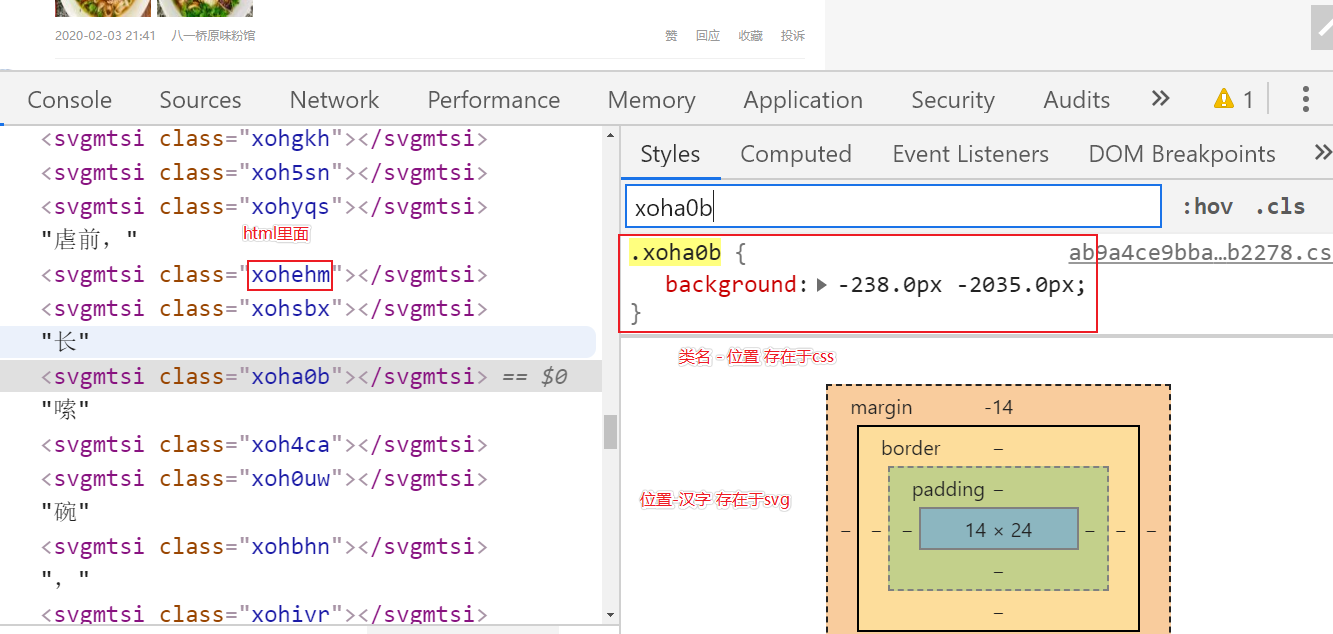 2020-02-03 21:41 八一桥原味粉馆 赞 回应 收藏 投诉
Console Sources Network Performance Memory Application Security Audits » 1
<svgmtsi class="xohgkh"></svgmtsi>
<svgmtsi class="xoh5sn"></svgmtsi>
<svgmtsi class="xohyqs"></svgmtsi>
"虐前，"
html里面
<svgmtsi class="xohehm"></svgmtsi>
<svgmtsi class="xohsbx"></svgmtsi>
"长"
<svgmtsi class="xoha0b"></svgmtsi> == $0
"嗦"
<svgmtsi class="xoh4ca"></svgmtsi>
<svgmtsi class="xoh0uw"></svgmtsi>
"碗"
<svgmtsi class="xohbhn"></svgmtsi>
"，"
<svgmtsi class="xohivr"></svgmtsi>
Styles Computed Event Listeners DOM Breakpoints »
xoha0b :hov .cls
.xoha0b { ab9a4ce9bba…b2278.cs
background: -238.0px -2035.0px;
}
类名 - 位置 存在于css
位置-汉字 存在于svg
margin -14
border –
padding –
– – – 14 × 24 – – –
–
–